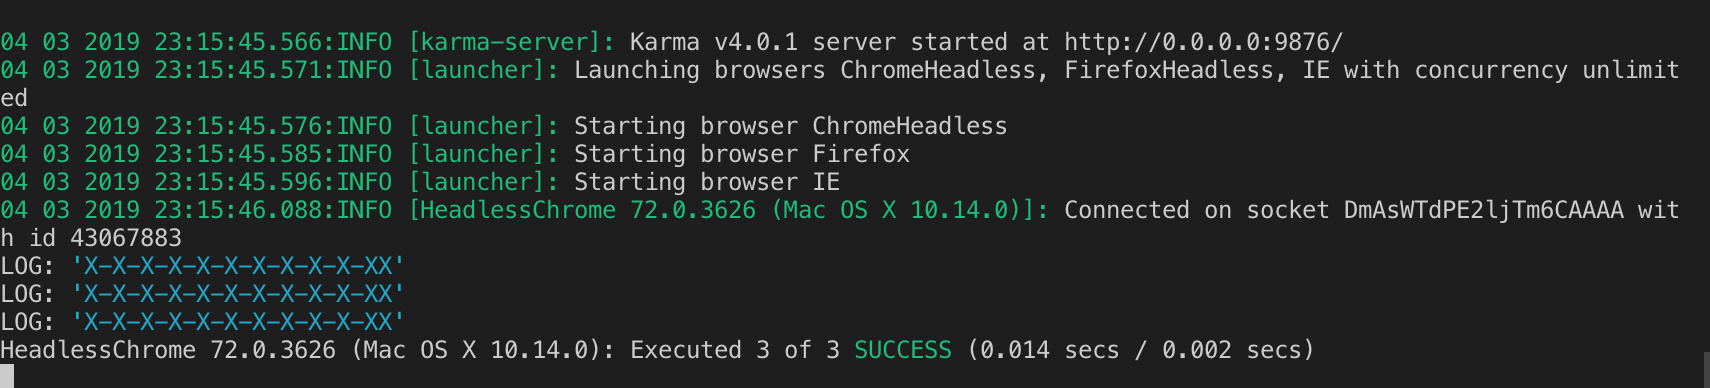 04 03 2019 23:15:45.566:INFO [karma-server]: Karma v4.0.1 server started at http://0.0.0.0:9876/
04 03 2019 23:15:45.571:INFO [launcher]: Launching browsers ChromeHeadless, FirefoxHeadless, IE with concurrency unlimit
ed
04 03 2019 23:15:45.576:INFO [launcher]: Starting browser ChromeHeadless
04 03 2019 23:15:45.585:INFO [launcher]: Starting browser Firefox
04 03 2019 23:15:45.596:INFO [launcher]: Starting browser IE
04 03 2019 23:15:46.088:INFO [HeadlessChrome 72.0.3626 (Mac OS X 10.14.0)]: Connected on socket DmAsWTdPE2ljTm6CAAAA wit
h id 43067883
LOG: 'X-X-X-X-X-X-X-X-X-X-XX'
LOG: 'X-X-X-X-X-X-X-X-X-X-XX'
LOG: 'X-X-X-X-X-X-X-X-X-X-XX'
HeadlessChrome 72.0.3626 (Mac OS X 10.14.0): Executed 3 of 3 SUCCESS (0.014 secs / 0.002 secs)